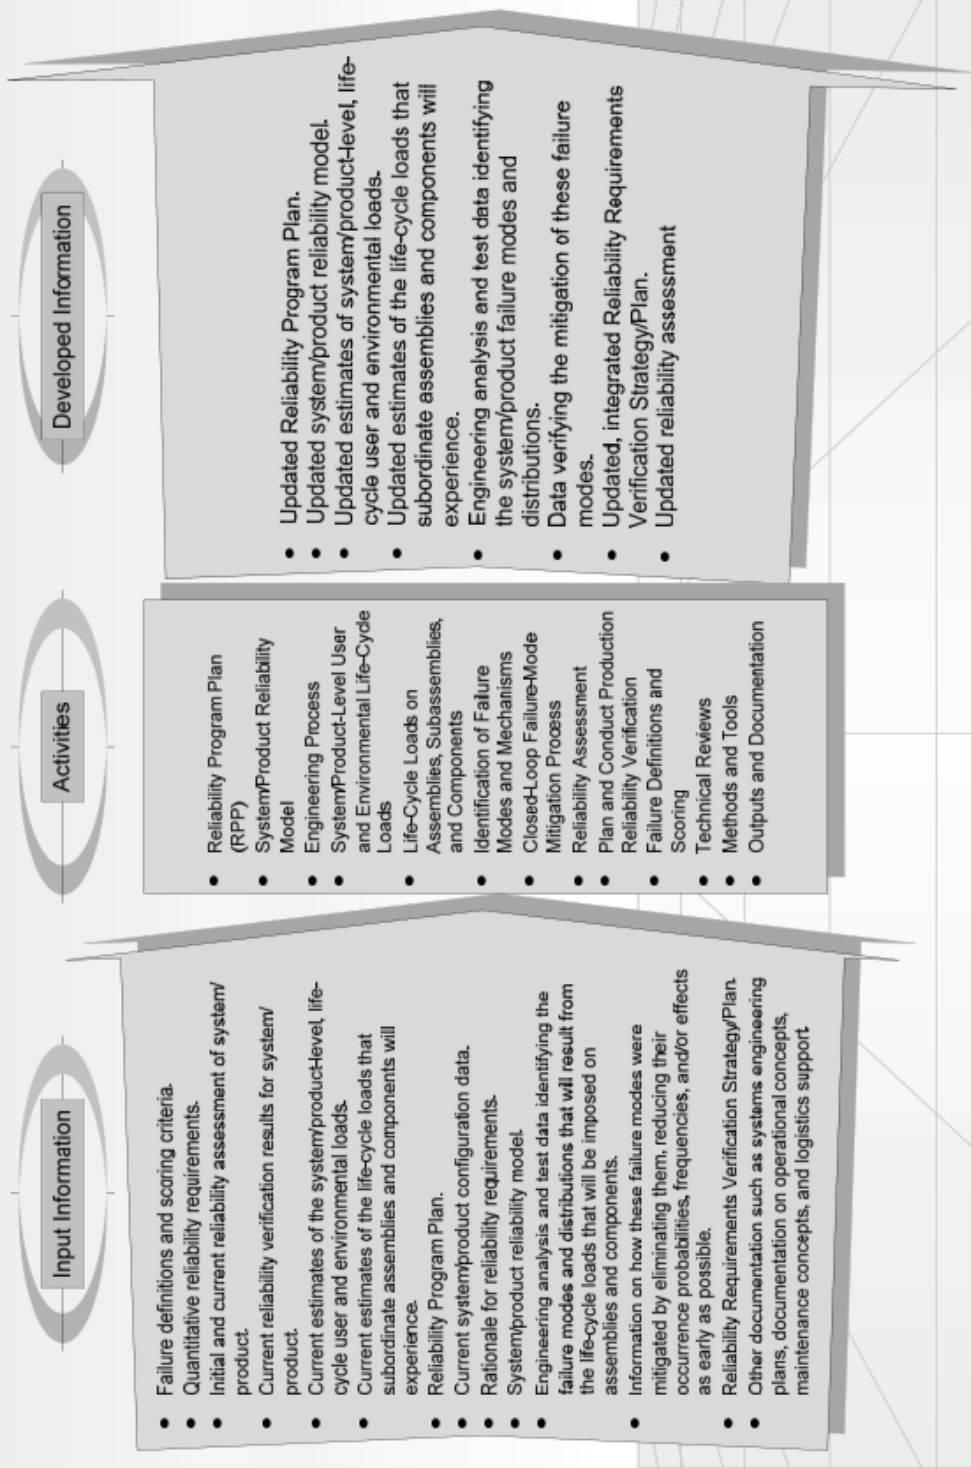 Input Information
• Failure definitions and scoring criteria.
• Quantitative reliability requirements.
• Initial and current reliability assessment of system/
product.
• Current reliability verification results for system/
product.
• Current estimates of the system/product-level, life-
cycle user and environmental loads.
• Current estimates of the life-cycle loads that
subordinate assemblies and components will
experience.
• Reliability Program Plan.
• Current system/product configuration data.
• Rationale for reliability requirements.
• System/product reliability model.
• Engineering analysis and test data identifying the
failure modes and distributions that will result from
the life-cycle loads that will be imposed on
assemblies and components.
• Information on how these failure modes were
mitigated by eliminating them, reducing their
occurrence probabilities, frequencies, and/or effects
as early as possible.
• Reliability Requirements Verification Strategy/Plan.
• Other documentation such as systems engineering
plans, documentation on operational concepts,
maintenance concepts, and logistics support.
Activities
• Reliability Program Plan
(RPP)
• System/Product Reliability
Model
• Engineering Process
• System/Product-Level User
and Environmental Life-Cycle
Loads
• Life-Cycle Loads on
Assemblies, Subassemblies,
and Components
• Identification of Failure
Modes and Mechanisms
• Closed-Loop Failure-Mode
Mitigation Process
• Reliability Assessment
• Plan and Conduct Production
Reliability Verification
• Failure Definitions and
Scoring
• Technical Reviews
• Methods and Tools
• Outputs and Documentation
Developed Information
• Updated Reliability Program Plan.
• Updated system/product reliability model.
• Updated estimates of system/product-level, life-
cycle user and environmental loads.
• Updated estimates of the life-cycle loads that
subordinate assemblies and components will
experience.
• Engineering analysis and test data identifying
the system/product failure modes and
distributions.
• Data verifying the mitigation of these failure
modes.
• Updated, integrated Reliability Requirements
Verification Strategy/Plan.
• Updated reliability assessment